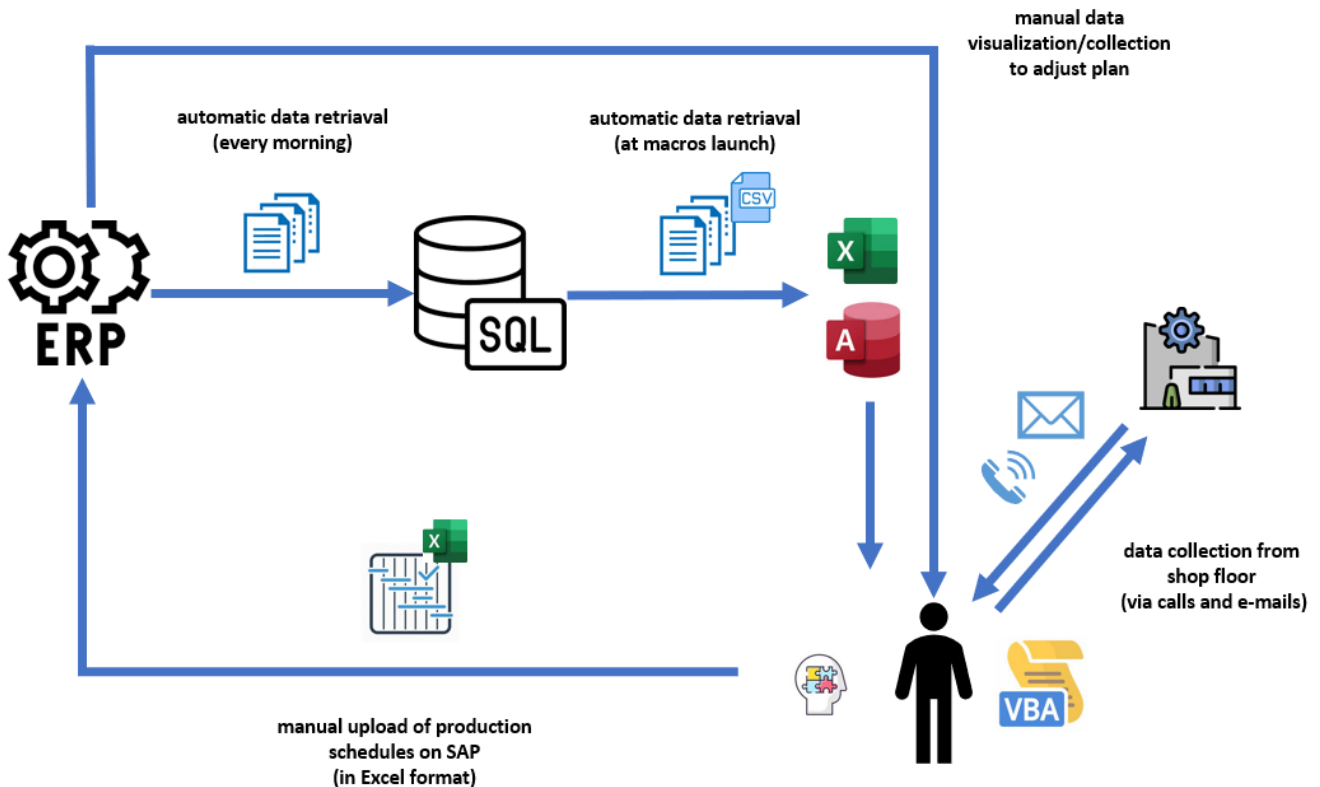 manual data
visualization/collection
to adjust plan
automatic data retriaval
(every morning)
automatic data retriaval
(at macros launch)
CSV
X
A
SQL
ERP
X
data collection from
shop floor
(via calls and e-mails)
VBA
manual upload of production
schedules on SAP
(in Excel format)